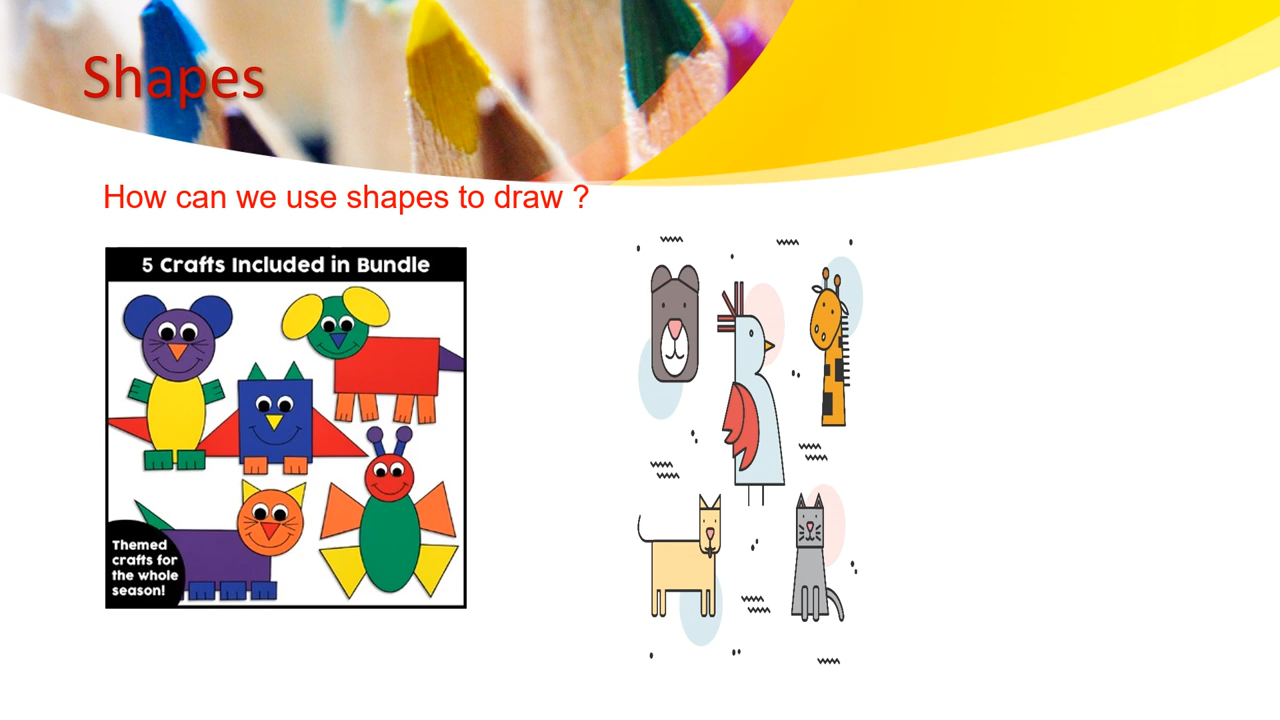 Shapes
How can we use shapes to draw ?
5 Crafts Included in Bundle
Themed
crafts for
the whole
season!